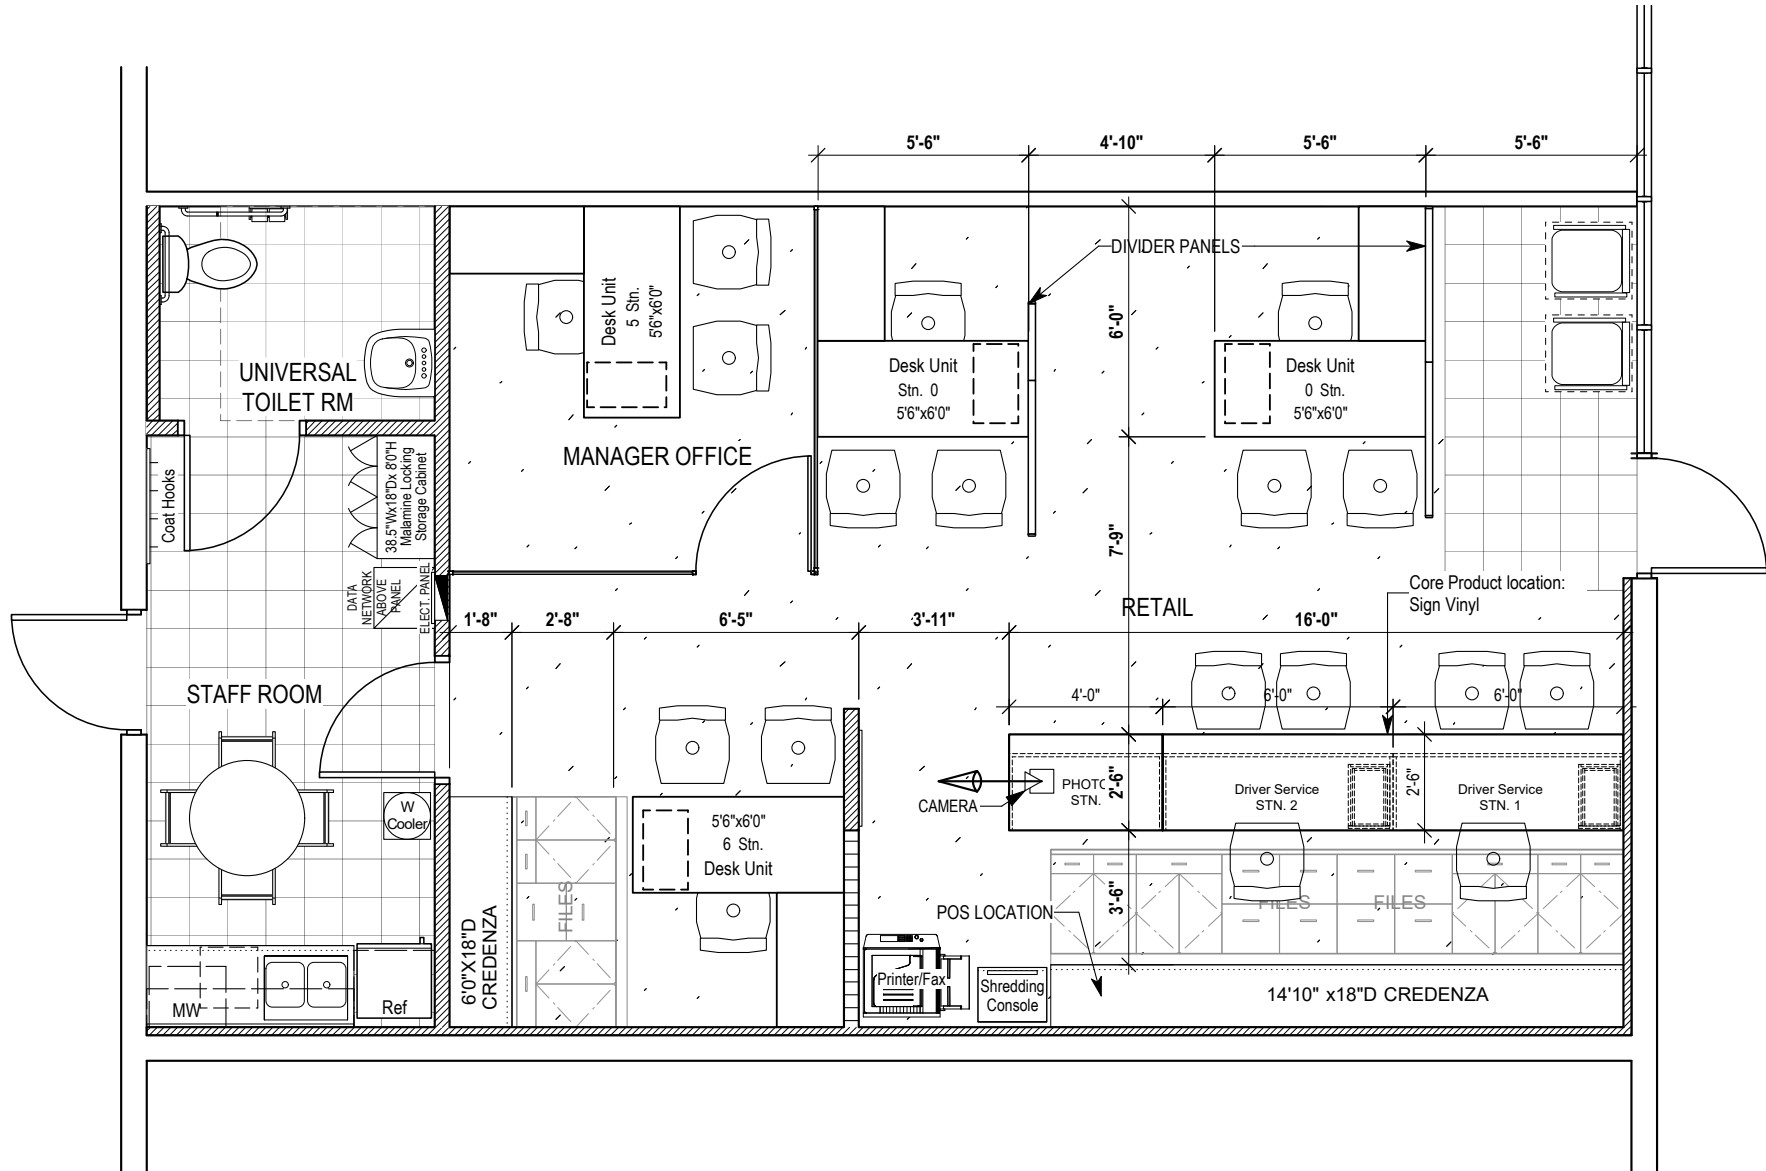 5'-6"
4'-10"
5'-6"
5'-6"
DIVIDER PANELS
Desk Unit
5 Stn.
5'6"x6'0"
6'-0"
UNIVERSAL
TOILET RM
Desk Unit
Stn. 0
5'6"x6'0"
Desk Unit
0 Stn.
5'6"x6'0"
MANAGER OFFICE
Coat Hooks
38.5"Wx18"Dx 8'0"H
Malamine Locking
Storage Cabinet
7'-9"
DATA
NETWORK
ABOVE
PANEL
ELECT. PANEL
Core Product location:
Sign Vinyl
RETAIL
1'-8"
2'-8"
6'-5"
3'-11"
16'-0"
STAFF ROOM
4'-0"
6'-0"
6'-0"
W
Cooler
CAMERA
PHOTO
STN.
2'-6"
Driver Service
STN. 2
2'-6"
Driver Service
STN. 1
5'6"x6'0"
6 Stn.
Desk Unit
FILES
6'0"X18"D
CREDENZA
POS LOCATION
3'-6"
FILES
FILES
MW
Ref
Printer/Fax
Shredding
Console
14'10" x18"D CREDENZA